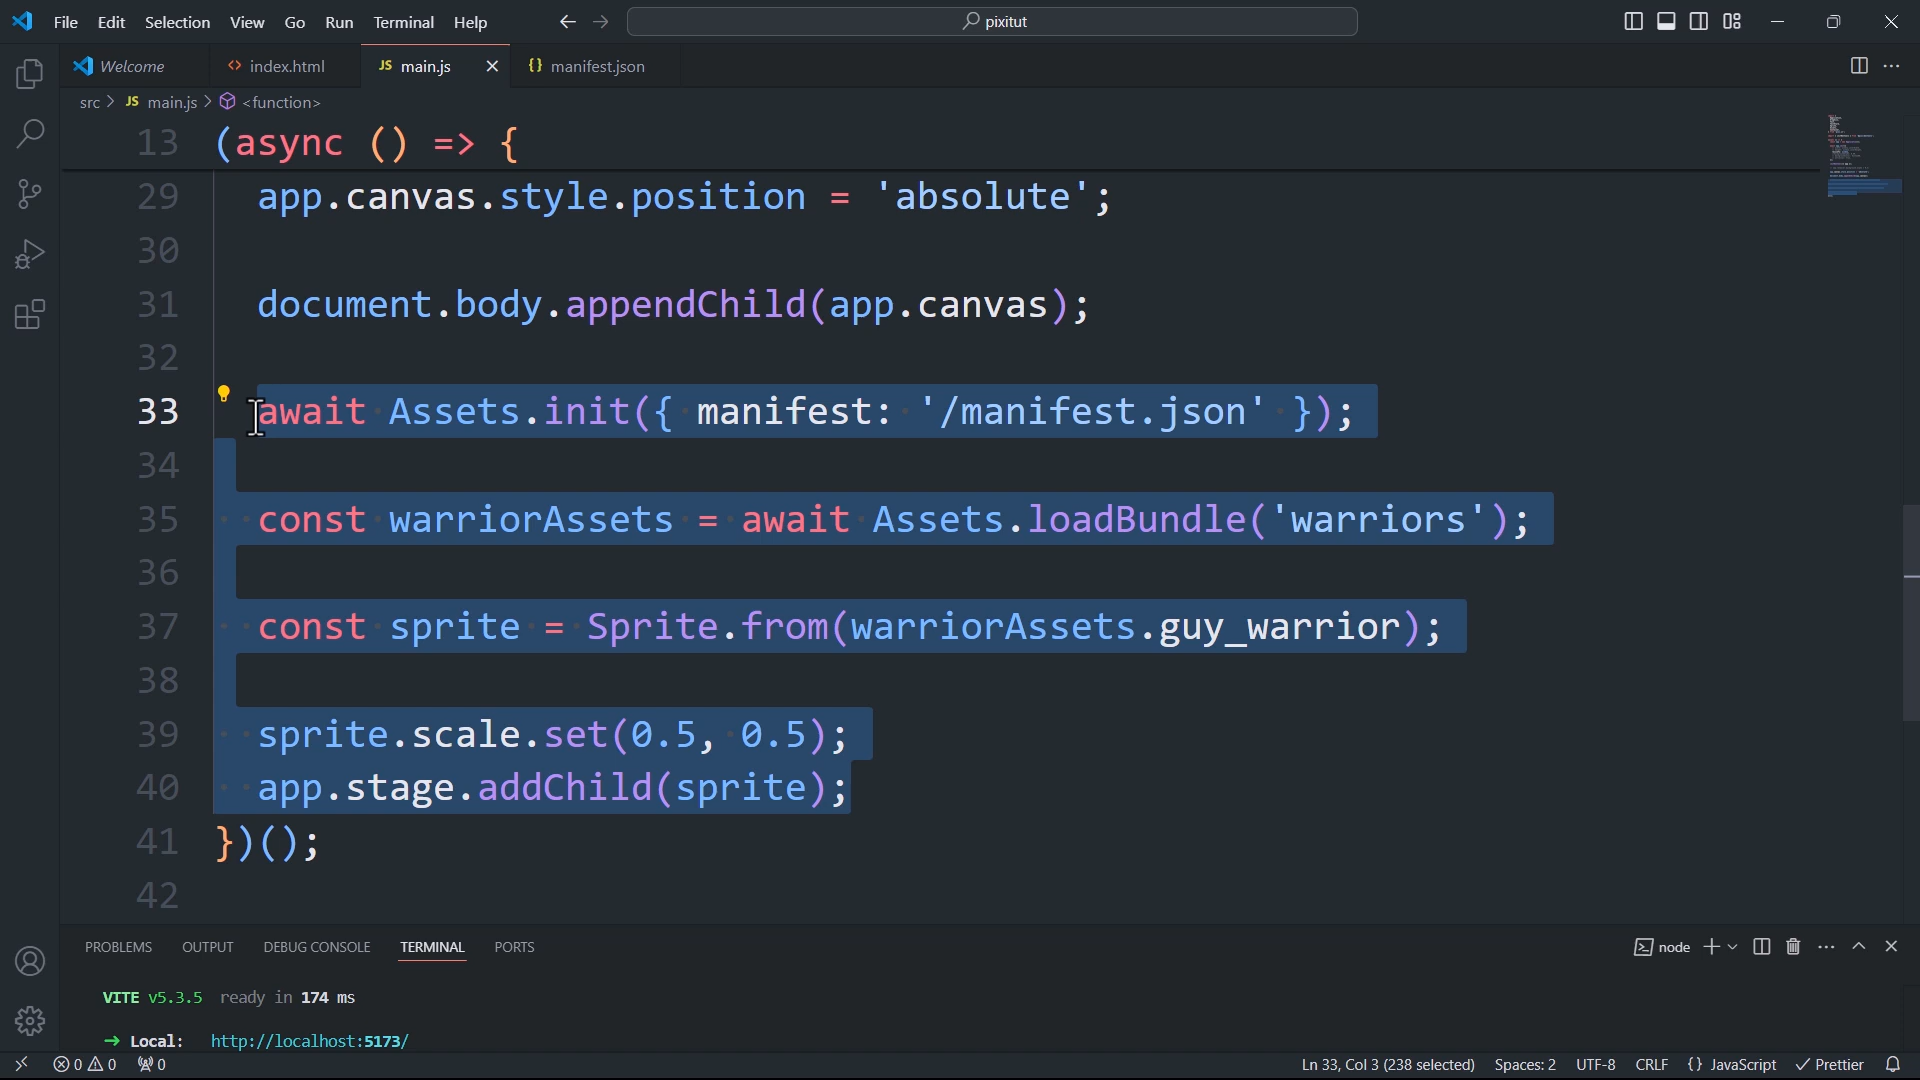 File Edit Selection View Go Run Terminal Help pixitut
Welcome <> index.html JS main.js {} manifest.json
src > JS main.js > <function>
13 (async () => {
29 app.canvas.style.position = 'absolute';
30
31 document.body.appendChild(app.canvas);
32
33 await Assets.init({ manifest: '/manifest.json' });
34
35 const warriorAssets = await Assets.loadBundle('warriors');
36
37 const sprite = Sprite.from(warriorAssets.guy_warrior);
38
39 sprite.scale.set(0.5, 0.5);
40 app.stage.addChild(sprite);
41 })();
42
PROBLEMS OUTPUT DEBUG CONSOLE TERMINAL PORTS node
VITE v5.3.5 ready in 174 ms
➜ Local: http://localhost:5173/
0 0 0 Ln 33, Col 3 (238 selected) Spaces: 2 UTF-8 CRLF {} JavaScript Prettier